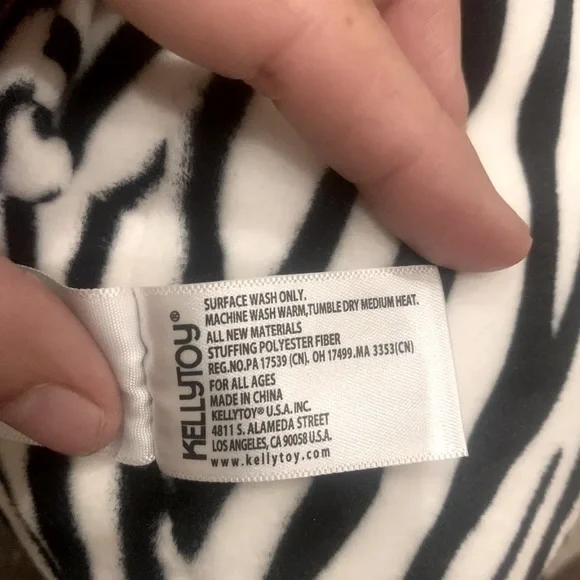 KELLYTOY®
SURFACE WASH ONLY.
MACHINE WASH WARM,TUMBLE DRY MEDIUM HEAT.
ALL NEW MATERIALS
STUFFING POLYESTER FIBER
REG.NO.PA 17539 (CN). OH 17499.MA 3353(CN)
FOR ALL AGES
MADE IN CHINA
KELLYTOY® U.S.A. INC.
4811 S. ALAMEDA STREET
LOS ANGELES, CA 90058 U.S.A.
www.kellytoy.com